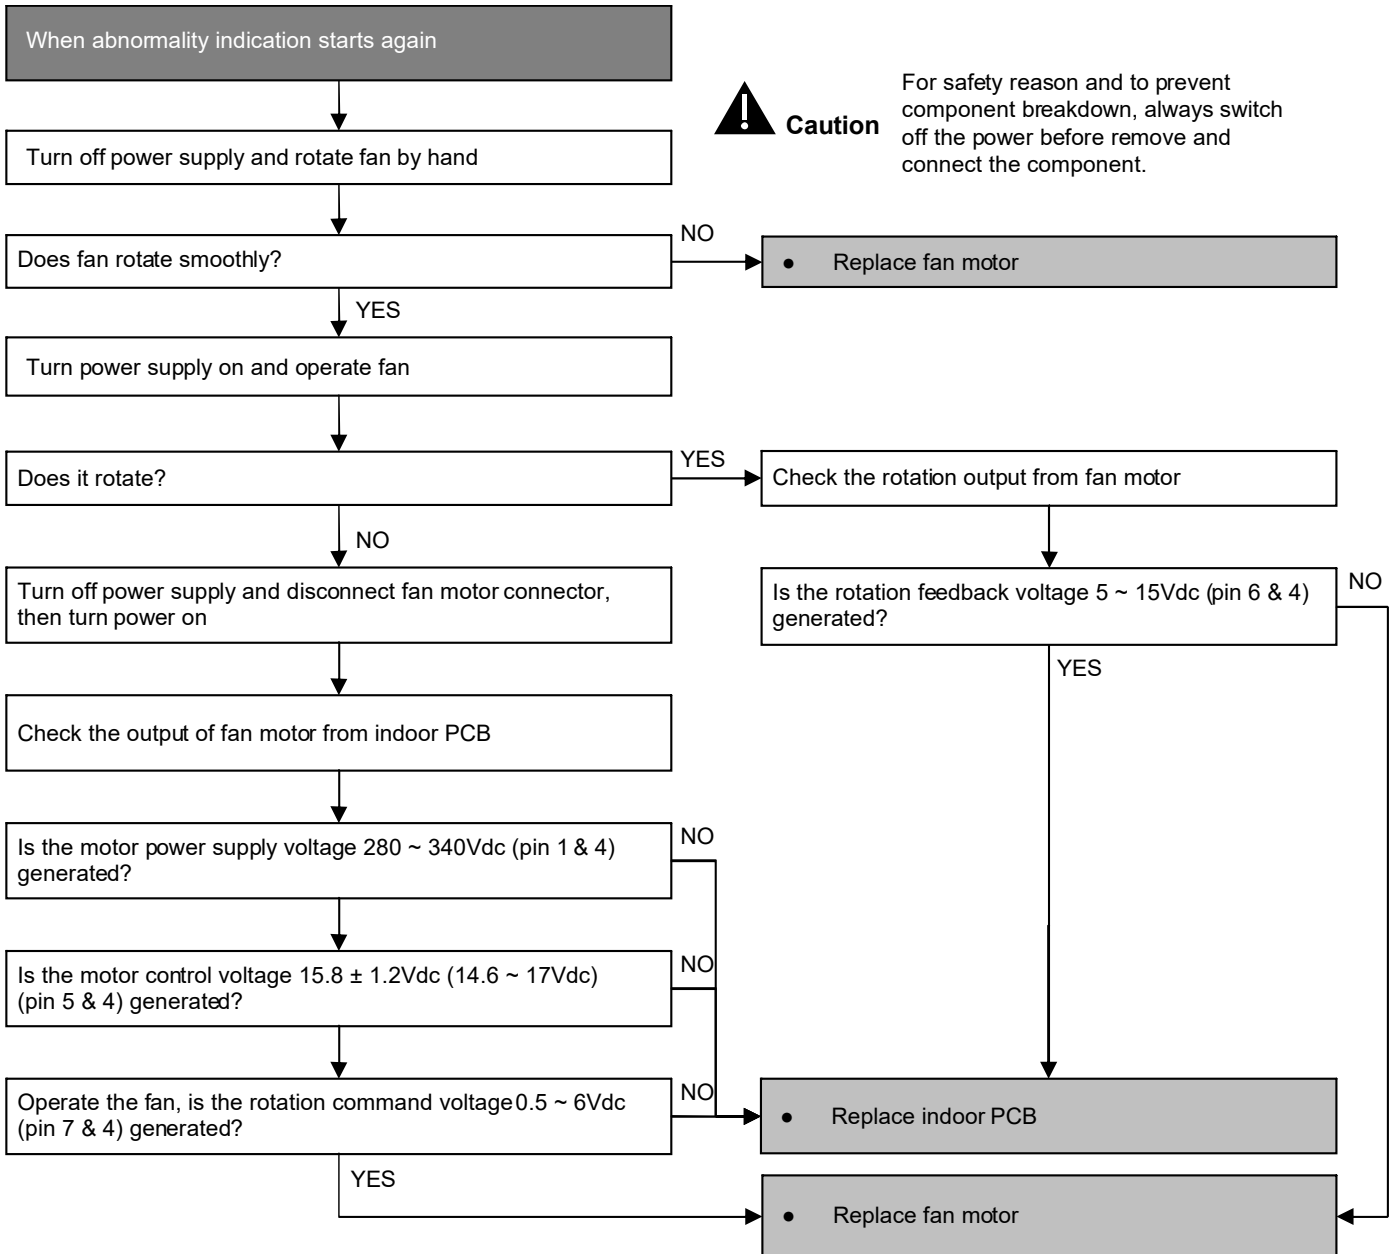 When abnormality indication starts again
Caution
For safety reason and to prevent
component breakdown, always switch
off the power before remove and
connect the component.
Turn off power supply and rotate fan by hand
Does fan rotate smoothly?
NO
● Replace fan motor
YES
Turn power supply on and operate fan
Does it rotate?
YES
Check the rotation output from fan motor
NO
Turn off power supply and disconnect fan motor connector,
then turn power on
Is the rotation feedback voltage 5 ~ 15Vdc (pin 6 & 4)
generated?
NO
YES
Check the output of fan motor from indoor PCB
Is the motor power supply voltage 280 ~ 340Vdc (pin 1 & 4)
generated?
NO
Is the motor control voltage 15.8 ± 1.2Vdc (14.6 ~ 17Vdc)
(pin 5 & 4) generated?
NO
Operate the fan, is the rotation command voltage 0.5 ~ 6Vdc
(pin 7 & 4) generated?
NO
● Replace indoor PCB
YES
● Replace fan motor